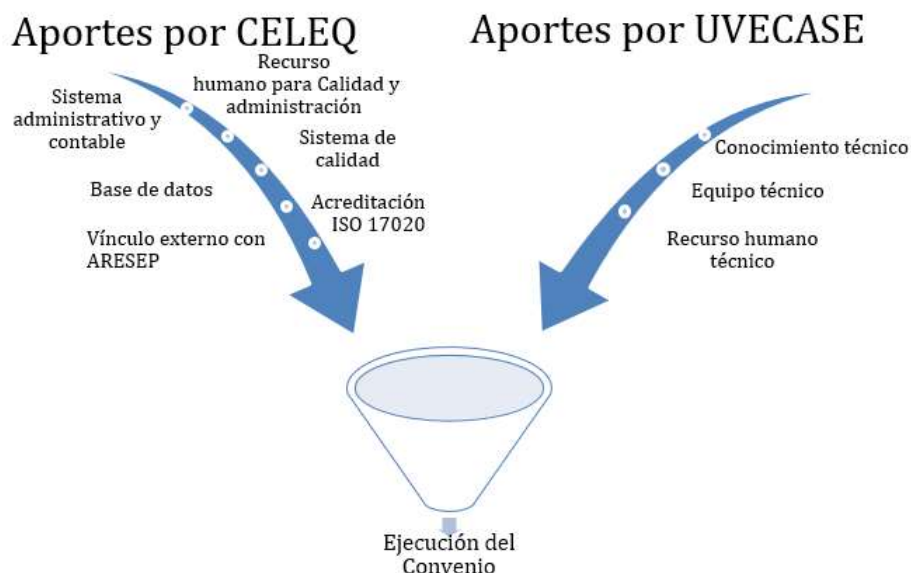 Aportes por CELEQ
Aportes por UVECASE
Recurso
humano para Calidad y
administración
Sistema
administrativo y
contable
Sistema de
calidad
Base de datos
Acreditación
ISO 17020
Vínculo externo con
ARESEP
Conocimiento técnico
Equipo técnico
Recurso humano
técnico
Ejecución del
Convenio